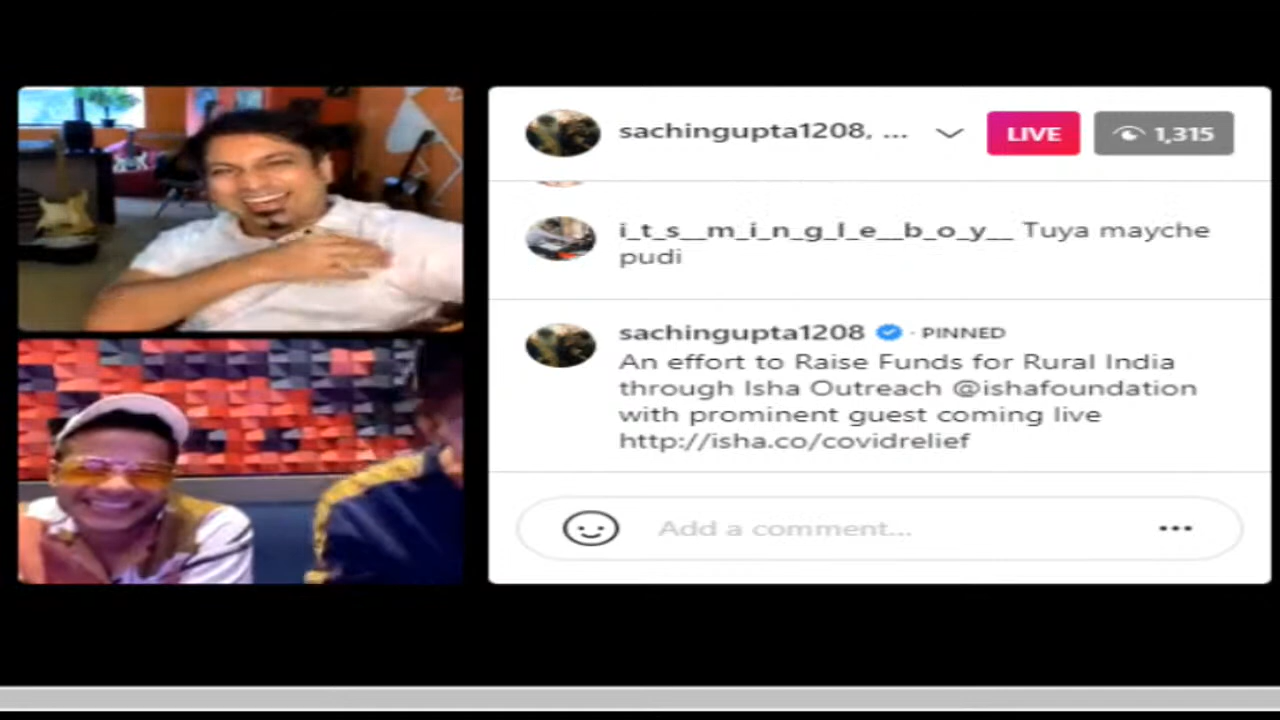 sachingupta1208, ...
LIVE
1,315
i_t_s__m_i_n_g_l_e__b_o_y__ Tuya mayche
pudi
sachingupta1208 · PINNED
An effort to Raise Funds for Rural India
through Isha Outreach @ishafoundation
with prominent guest coming live
http://isha.co/covidrelief
Add a comment...